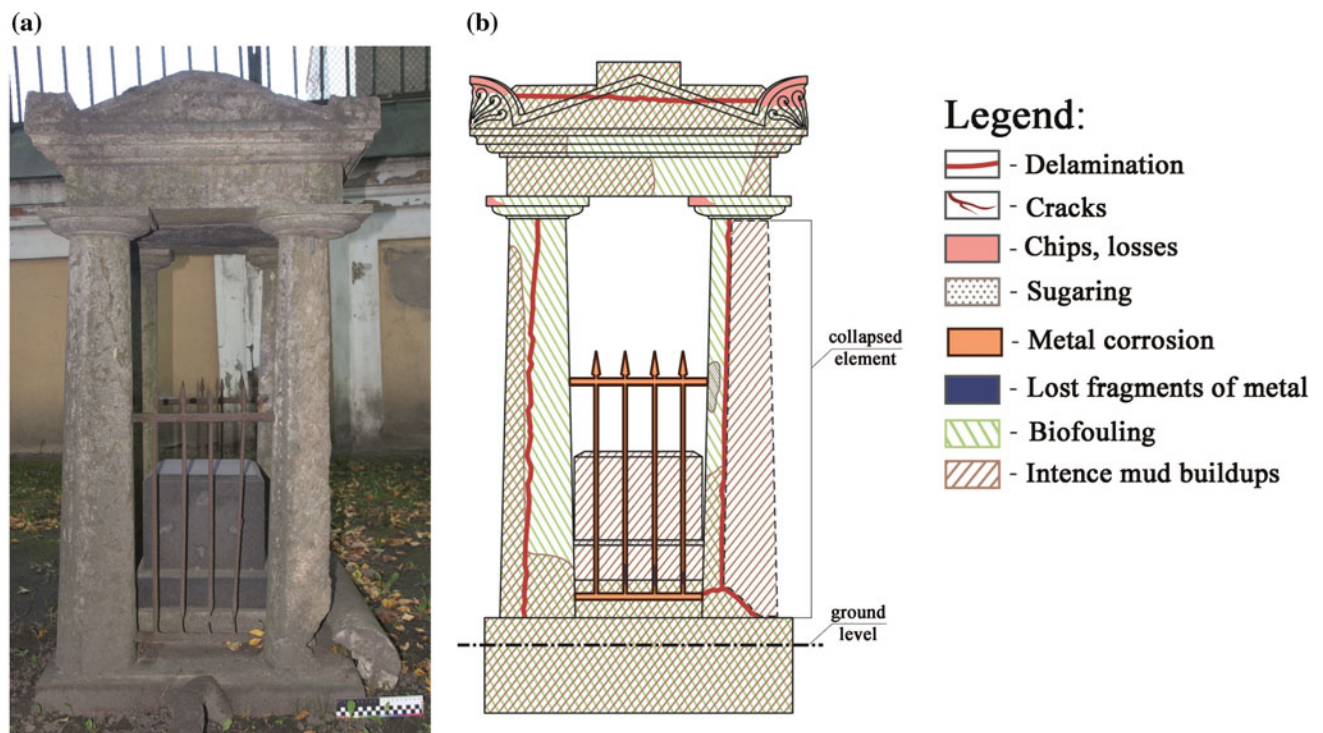 (a)
(b)
collapsed
element
ground
level
Legend:
- Delamination
- Cracks
- Chips, losses
- Sugaring
- Metal corrosion
- Lost fragments of metal
- Biofouling
- Intence mud buildups